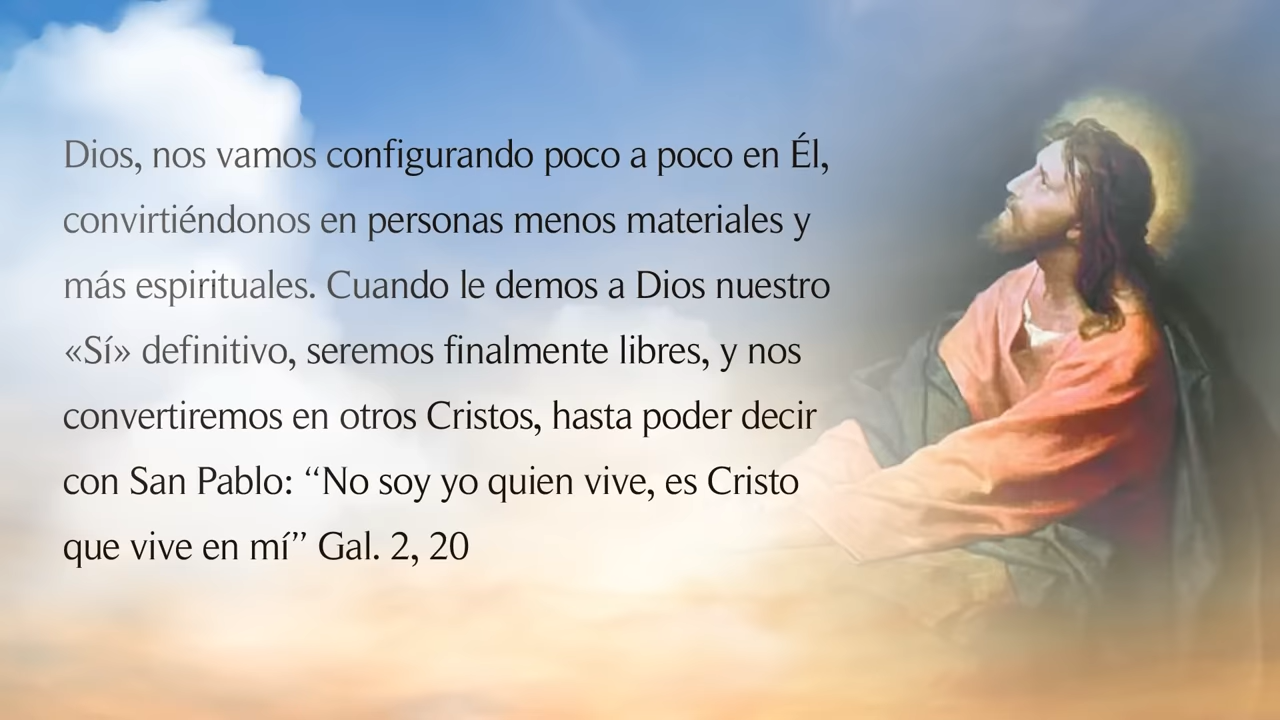 Dios, nos vamos configurando poco a poco en Él,
convirtiéndonos en personas menos materiales y
más espirituales. Cuando le demos a Dios nuestro
«Sí» definitivo, seremos finalmente libres, y nos
convertiremos en otros Cristos, hasta poder decir
con San Pablo: “No soy yo quien vive, es Cristo
que vive en mí” Gal. 2, 20